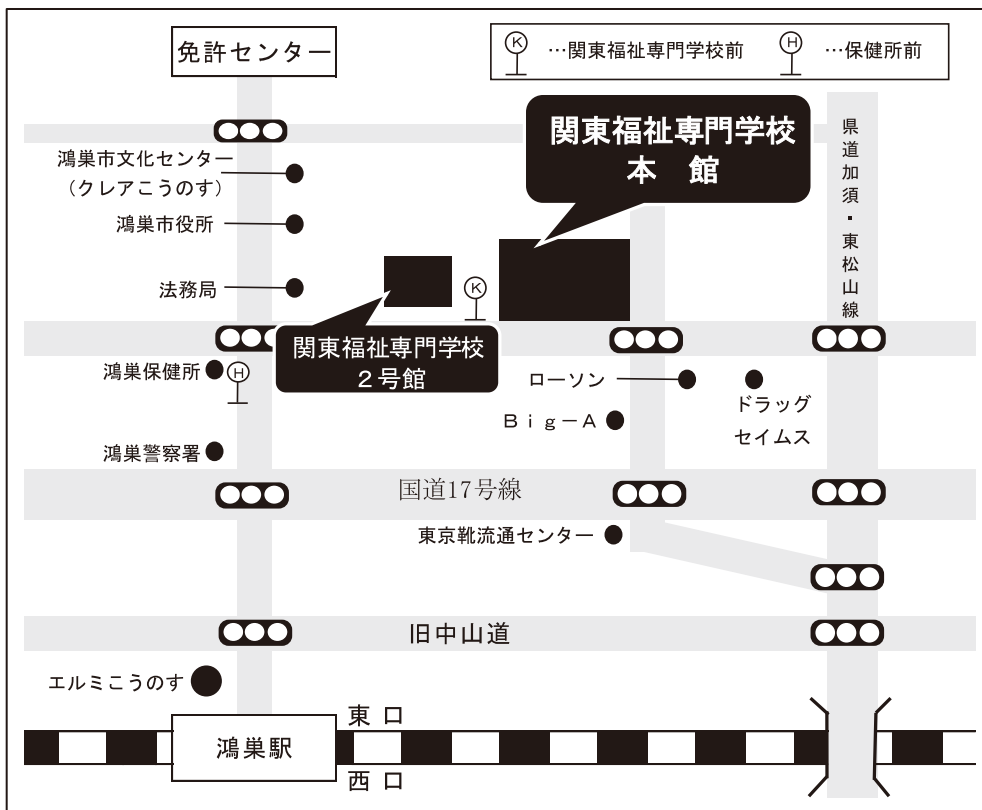 免許センター
Ⓚ …関東福祉専門学校前
Ⓗ …保健所前
関東福祉専門学校
本 館
県道加須・東松山線
鴻巣市文化センター
（クレアこうのす）
鴻巣市役所
法務局
Ⓚ
関東福祉専門学校
２号館
鴻巣保健所
Ⓗ
ローソン
ドラッグ
セイムス
Ｂｉｇ－Ａ
鴻巣警察署
国道17号線
東京靴流通センター
旧中山道
エルミこうのす
東 口
鴻巣駅
西 口